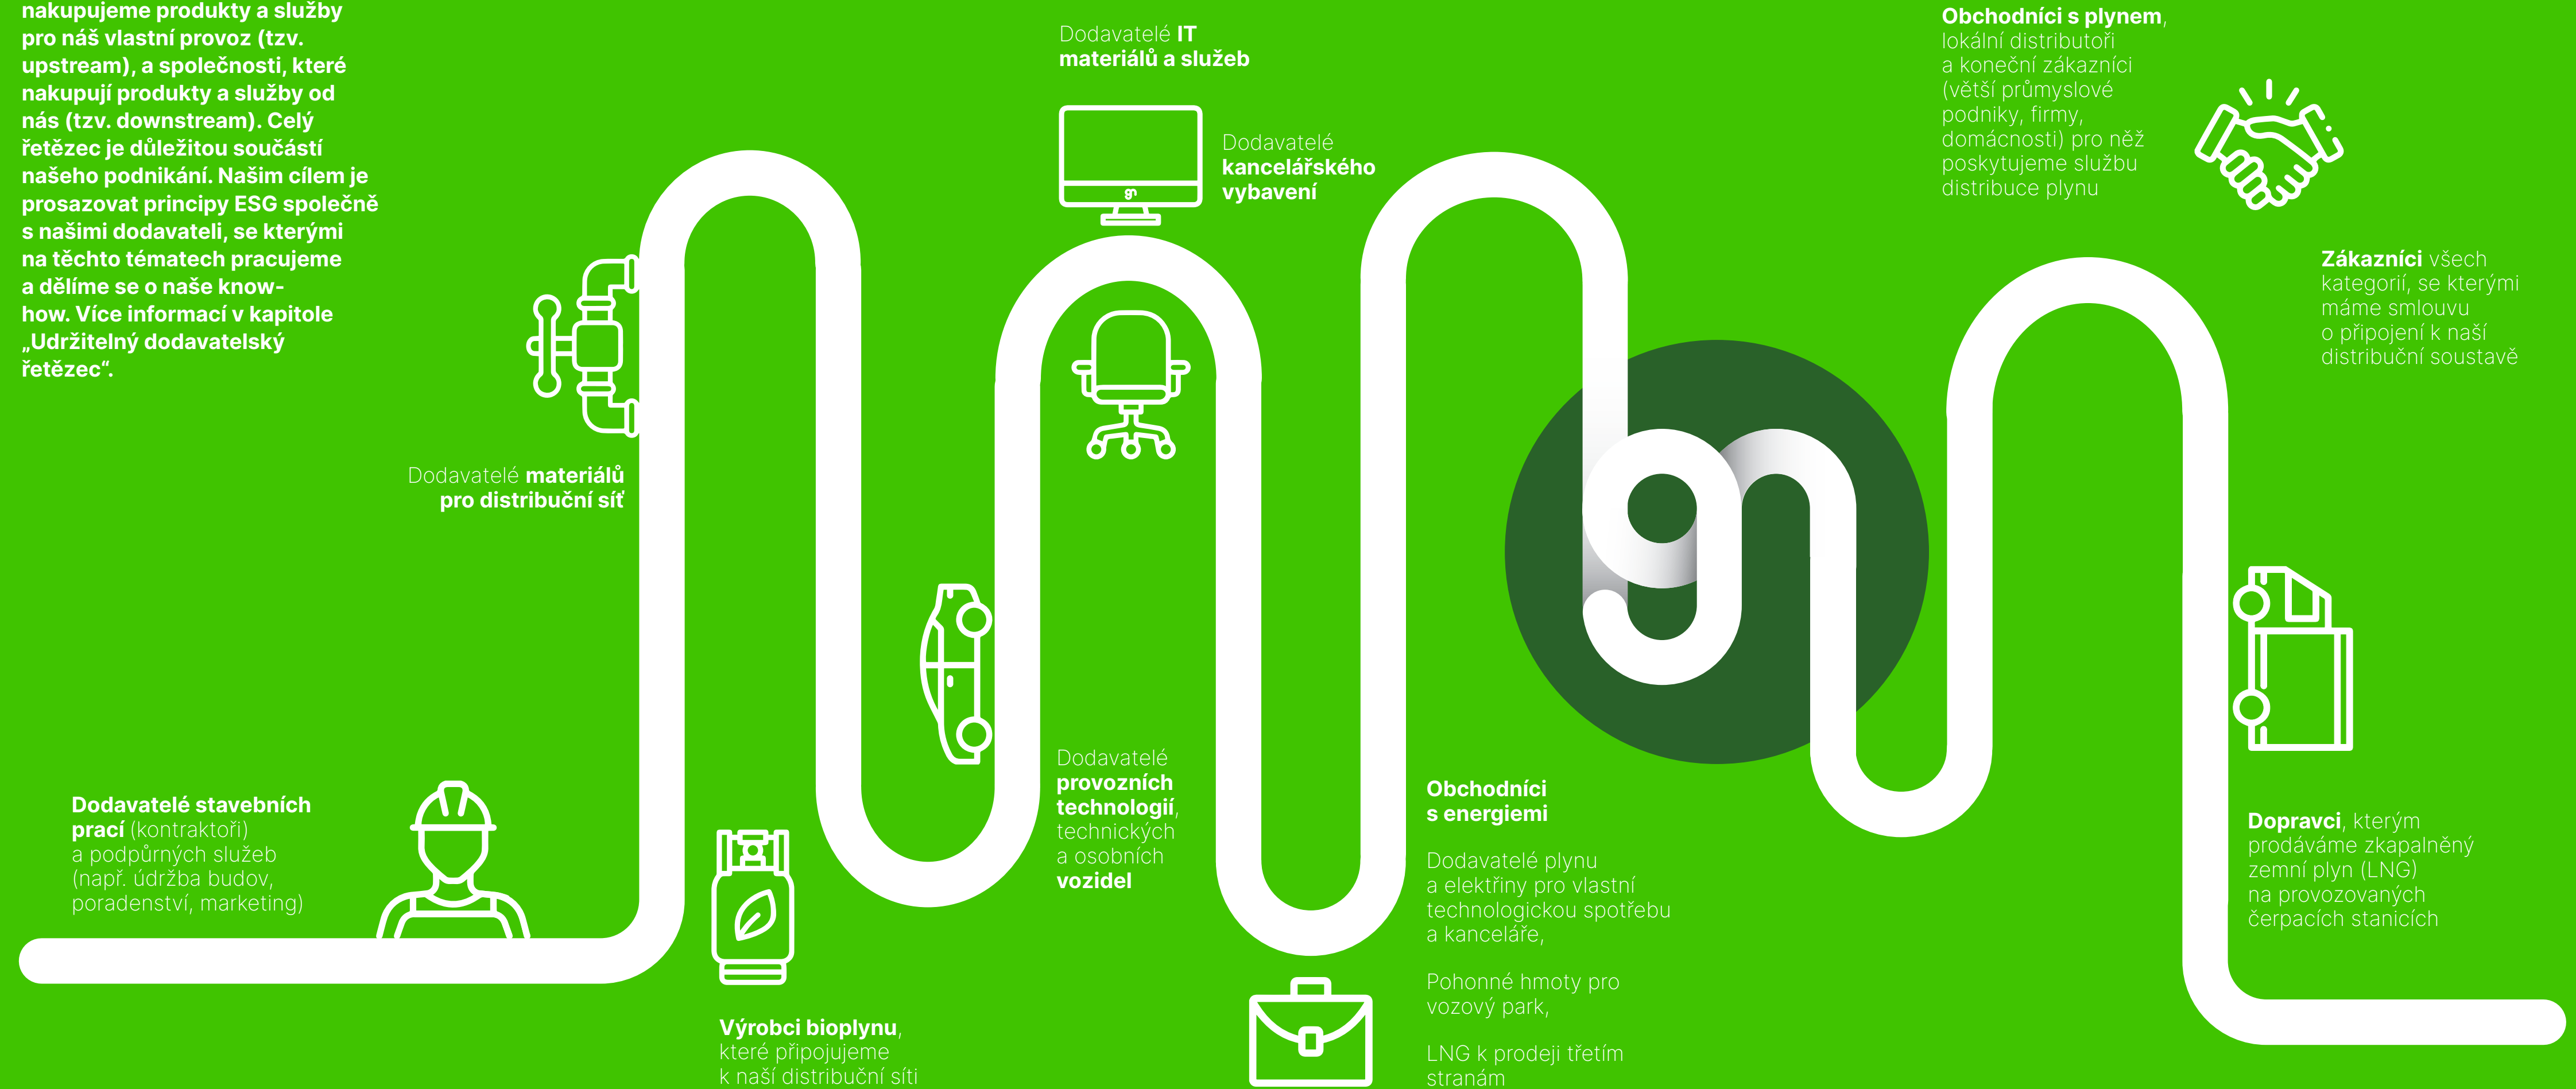 nakupujeme produkty a služby
pro náš vlastní provoz (tzv.
upstream), a společnosti, které
nakupují produkty a služby od
nás (tzv. downstream). Celý
řetězec je důležitou součástí
našeho podnikání. Našim cílem je
prosazovat principy ESG společně
s našimi dodavateli, se kterými
na těchto tématech pracujeme
a dělíme se o naše know-
how. Více informací v kapitole
„Udržitelný dodavatelský
řetězec“.
Dodavatelé materiálů
pro distribuční síť
Dodavatelé stavebních
prací (kontraktoři)
a podpůrných služeb
(např. údržba budov,
poradenství, marketing)
Výrobci bioplynu,
které připojujeme
k naší distribuční síti
Dodavatelé IT
materiálů a služeb
gn
Dodavatelé
kancelářského
vybavení
Dodavatelé
provozních
technologií,
technických
a osobních
vozidel
Obchodníci
s energiemi
Dodavatelé plynu
a elektřiny pro vlastní
technologickou spotřebu
a kanceláře,
Pohonné hmoty pro
vozový park,
LNG k prodeji třetím
stranám
gn
Obchodníci s plynem,
lokální distributoři
a koneční zákazníci
(větší průmyslové
podniky, firmy,
domácnosti) pro něž
poskytujeme službu
distribuce plynu
Zákazníci všech
kategorií, se kterými
máme smlouvu
o připojení k naší
distribuční soustavě
Dopravci, kterým
prodáváme zkapalněný
zemní plyn (LNG)
na provozovaných
čerpacích stanicích